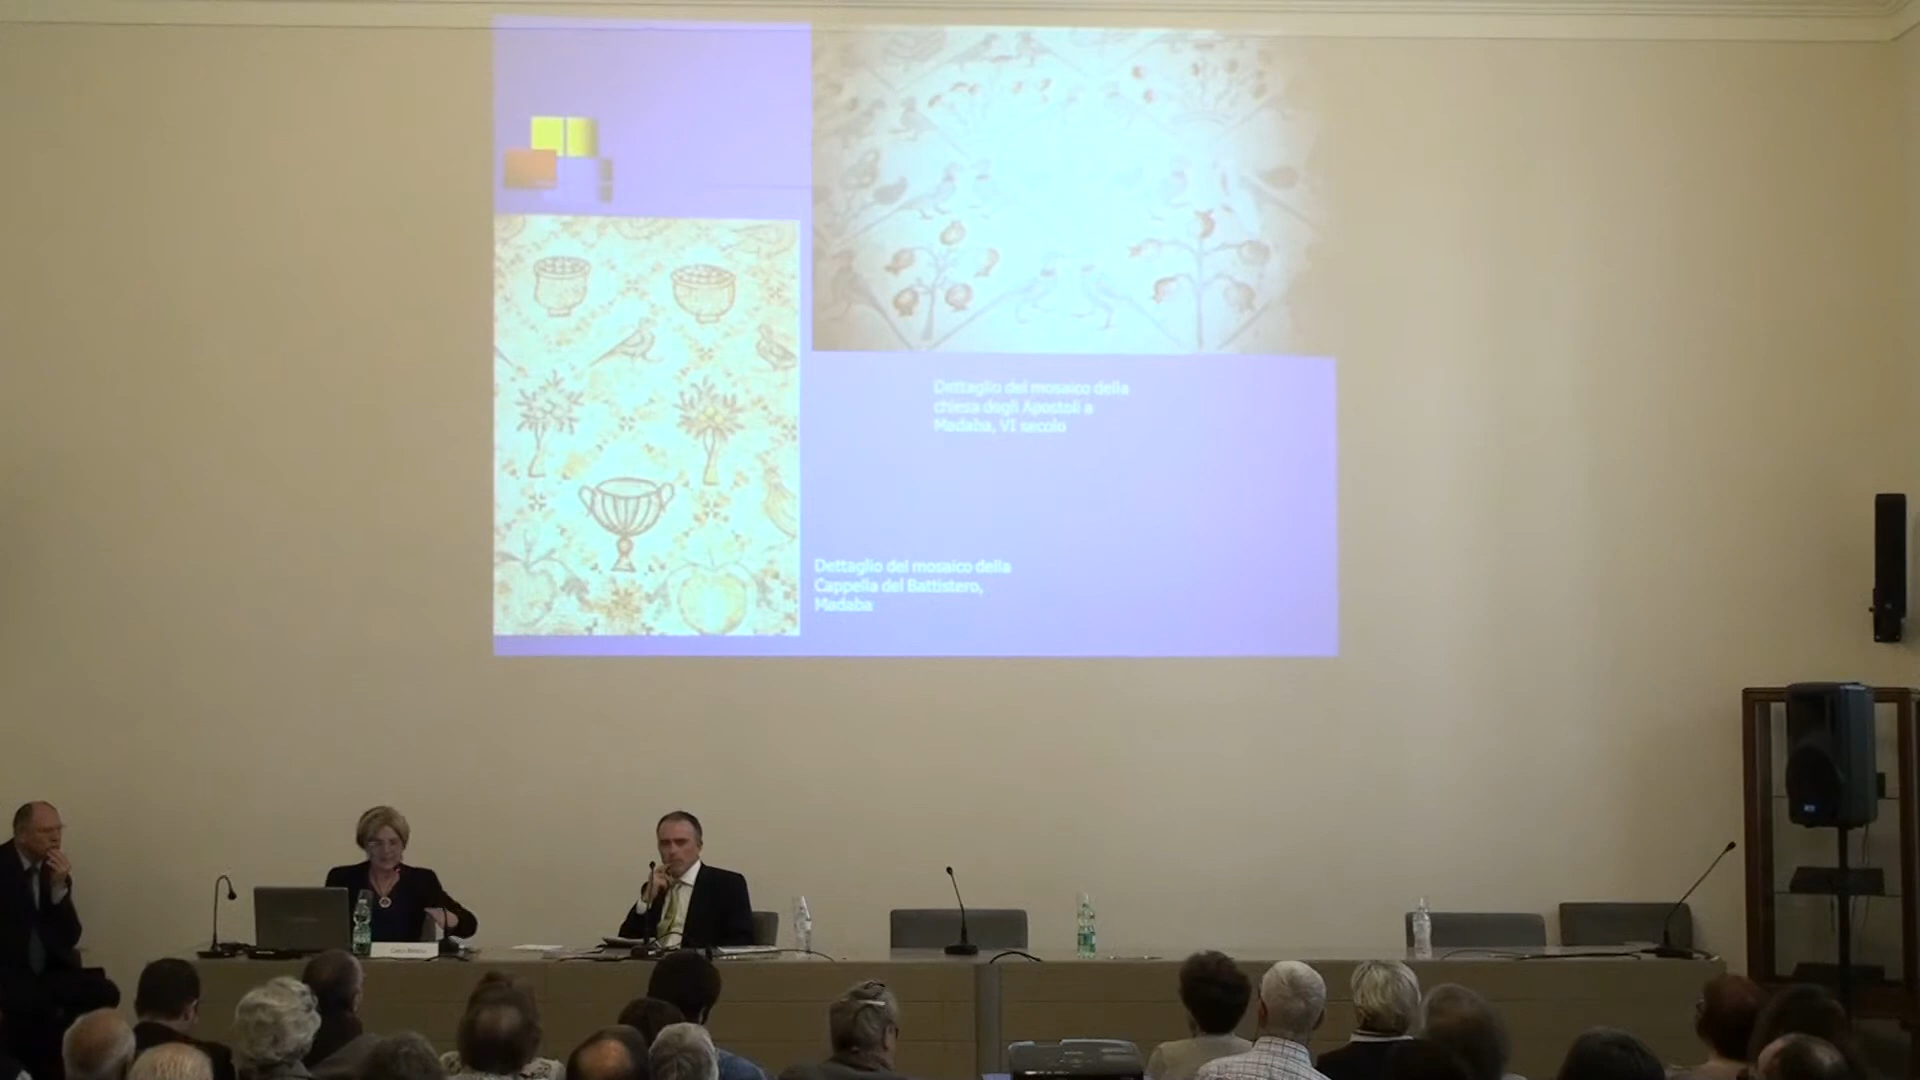 Dettaglio del mosaico della
chiesa degli Apostoli a
Madaba, VI secolo
Dettaglio del mosaico della
Cappella del Battistero,
Madaba